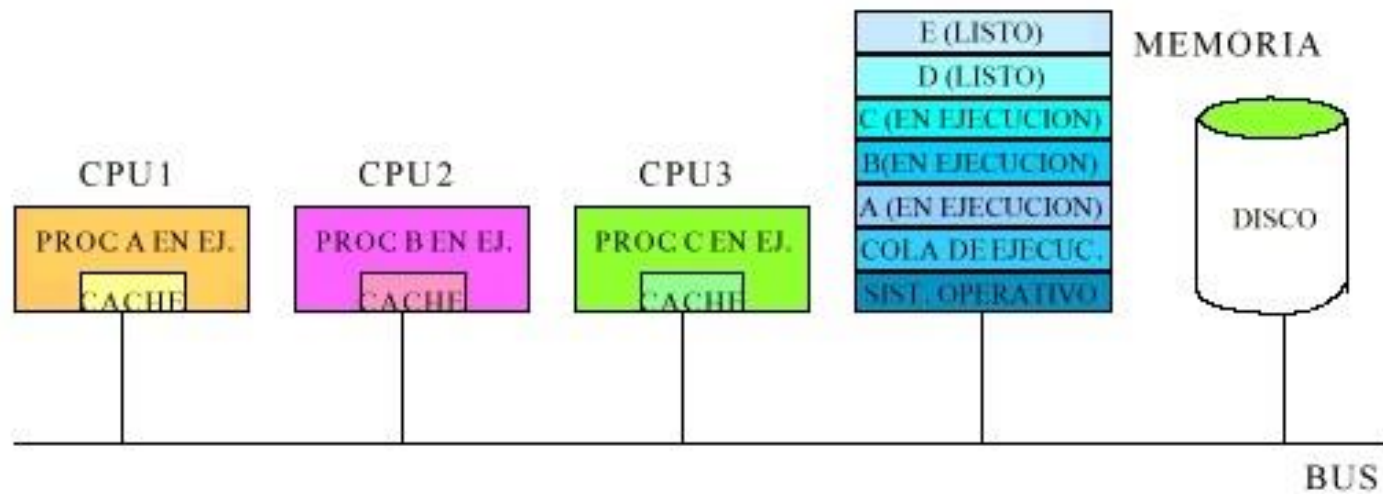 E (LISTO)
MEMORIA
D (LISTO)
C (EN EJECUCION)
CPU1
CPU2
CPU3
B(EN EJECUCION)
A (EN EJECUCION)
DISCO
PROC A EN EJ.
PROC B EN EJ.
PROC C EN EJ.
COLA DE EJECUC.
CACHE
CACHE
CACHE
SIST. OPERATIVO
BUS